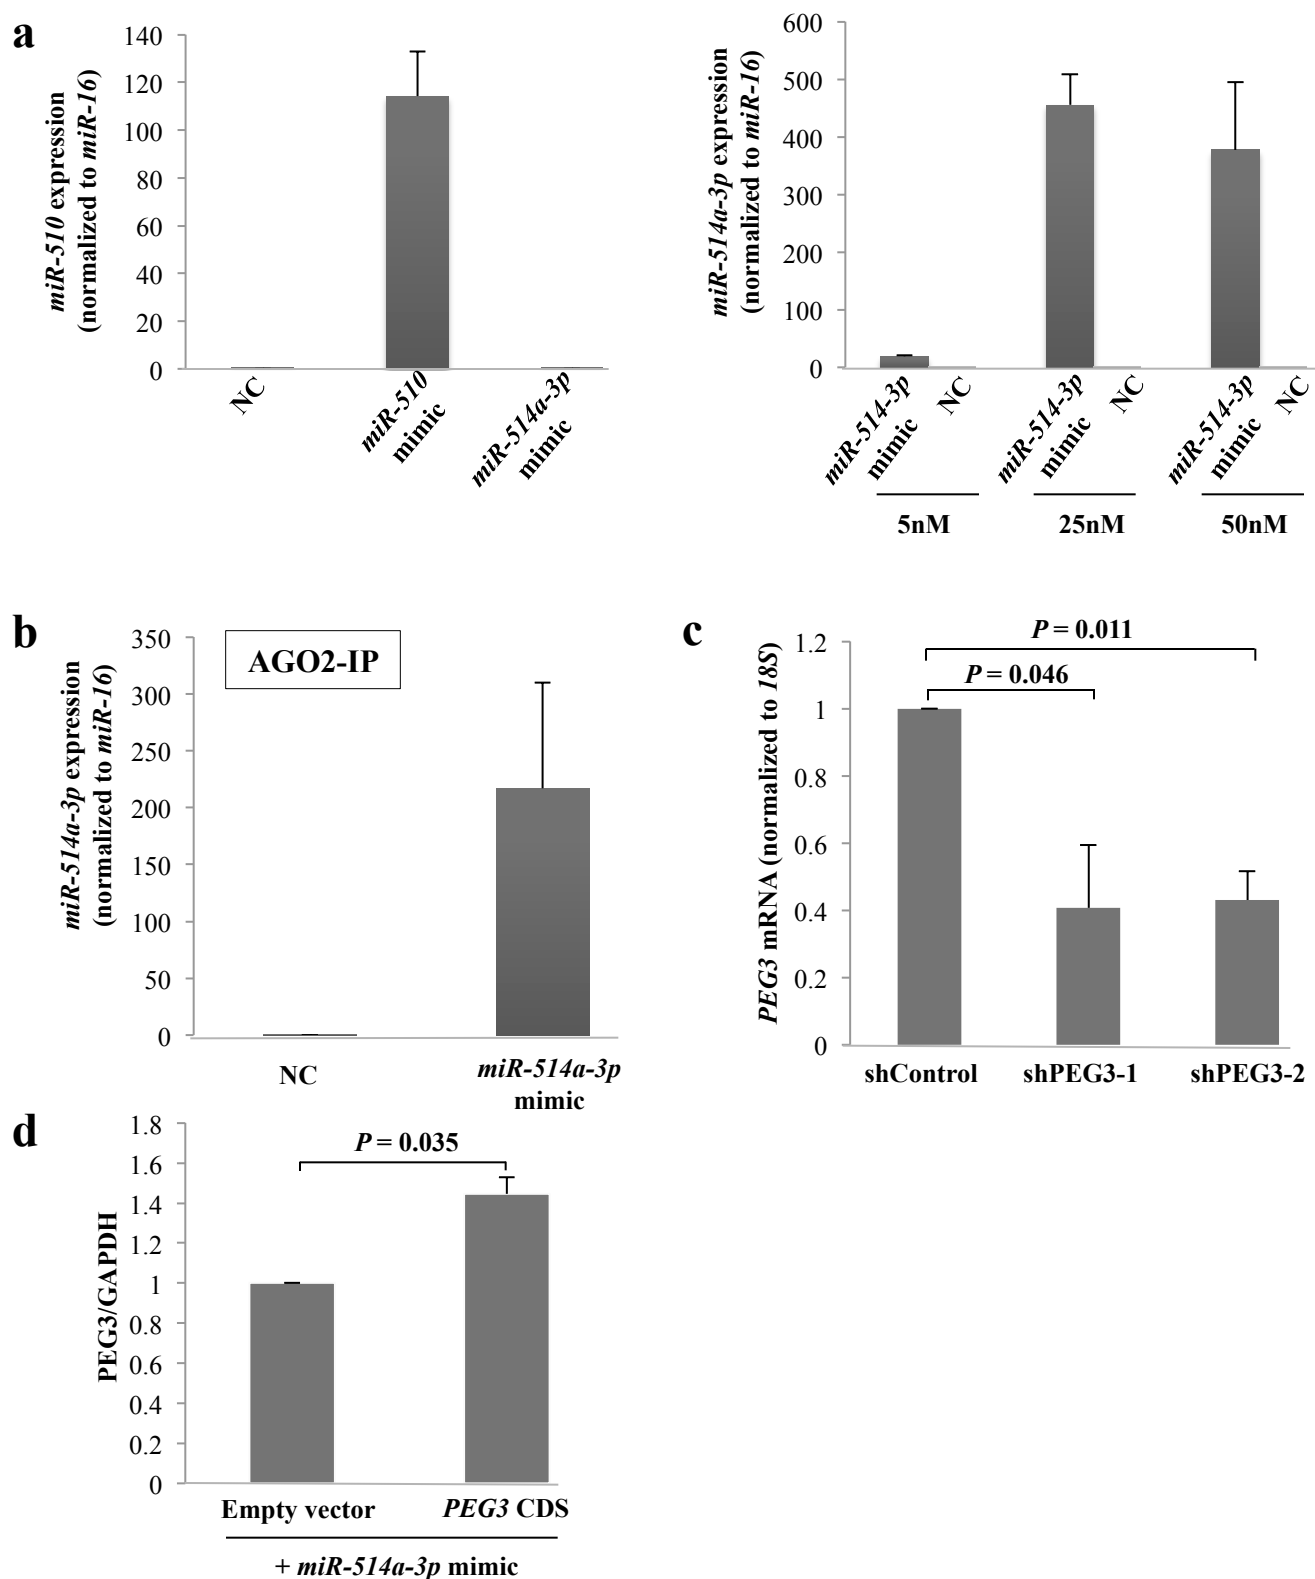 a
miR-510 expression
(normalized to miR-16)
140
120
100
80
60
40
20
0
NC
miR-510
mimic
miR-514a-3p
mimic
miR-514a-3p expression
(normalized to miR-16)
600
500
400
300
200
100
0
miR-514-3p
mimic
NC
miR-514-3p
mimic
NC
miR-514-3p
mimic
NC
5nM
25nM
50nM
b
miR-514a-3p expression
(normalized to miR-16)
350
300
250
200
150
100
50
0
AGO2-IP
NC
miR-514a-3p
mimic
c
PEG3 mRNA (normalized to 18S)
1.2
1
0.8
0.6
0.4
0.2
0
P = 0.011
P = 0.046
shControl
shPEG3-1
shPEG3-2
d
PEG3/GAPDH
1.8
1.6
1.4
1.2
1
0.8
0.6
0.4
0.2
0
P = 0.035
Empty vector
PEG3 CDS
+ miR-514a-3p mimic